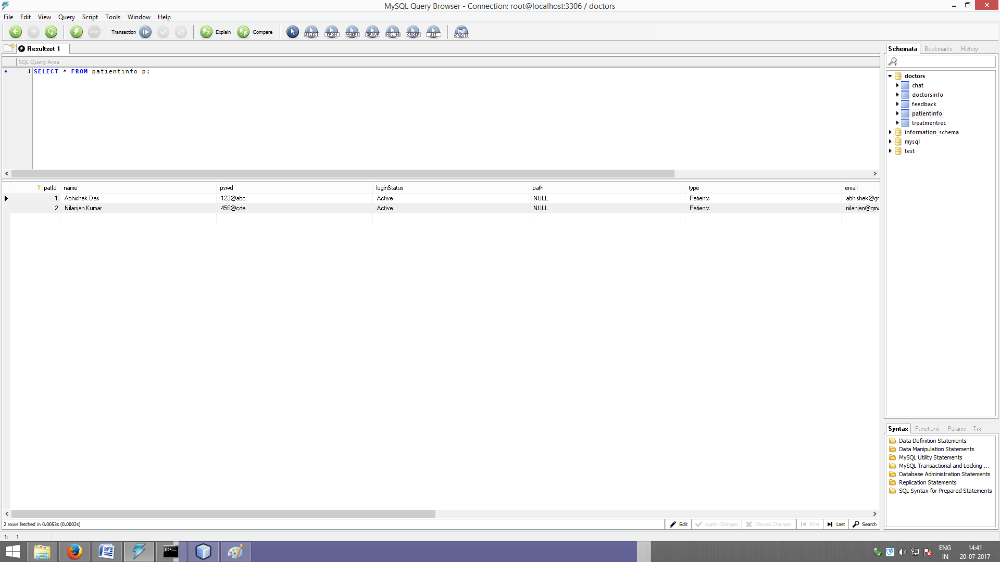 MySQL Query Browser - Connection: root@localhost:3306 / doctors
File Edit View Query Script Tools Window Help
STOP Transaction Explain Compare SELECT FROM WHERE GROUP HAVING ORDER SET CREATE
Resultset 1
SQL Query Area
1 SELECT * FROM patientinfo p;
patId name pswd loginStatus path type email
1 Abhishek Das 123@abc Active NULL Patients abhishek@gr
2 Nilanjan Kumar 456@cde Active NULL Patients nilanjan@gma
2 rows fetched in 0.0053s (0.0002s)
Edit Apply Changes Discard Changes First Last Search
1: 1
Schemata Bookmarks History
doctors
chat
doctorsinfo
feedback
patientinfo
treatmentrec
information_schema
mysql
test
Syntax Functions Params Trx
Data Definition Statements
Data Manipulation Statements
MySQL Utility Statements
MySQL Transactional and Locking ...
Database Administration Statements
Replication Statements
SQL Syntax for Prepared Statements
C:\.
ENG 14:41
IN 20-07-2017